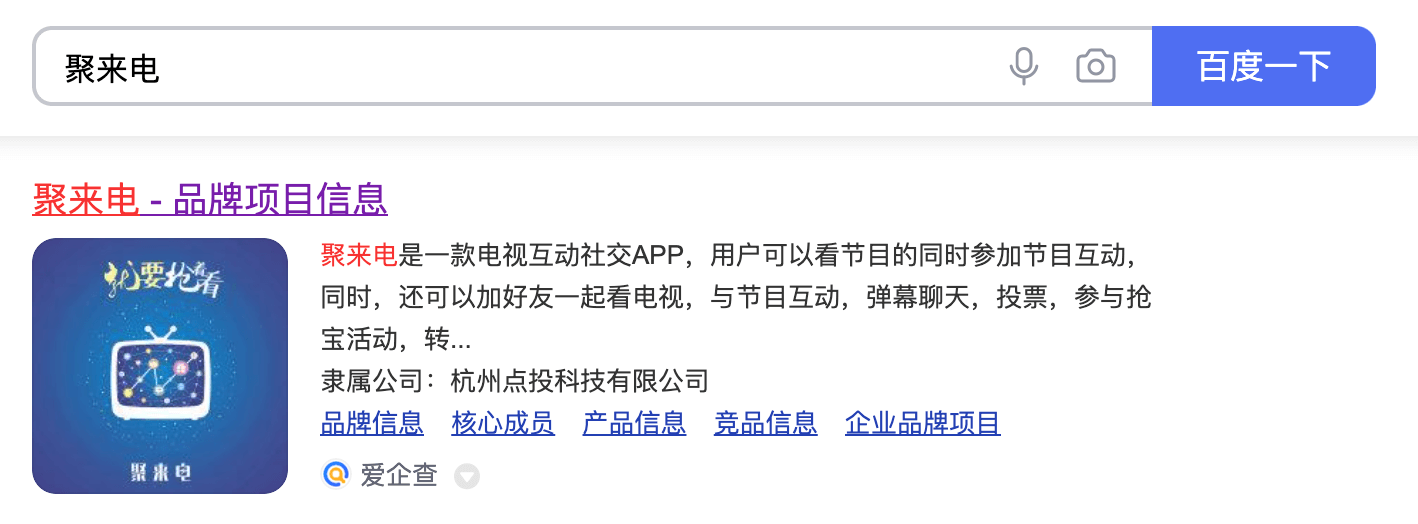 聚来电
百度一下
聚来电 - 品牌项目信息
就要抢着看
聚来电
聚来电是一款电视互动社交APP，用户可以看节目的同时参加节目互动，
同时，还可以加好友一起看电视，与节目互动，弹幕聊天，投票，参与抢
宝活动，转...
隶属公司：杭州点投科技有限公司
品牌信息 核心成员 产品信息 竞品信息 企业品牌项目
爱企查